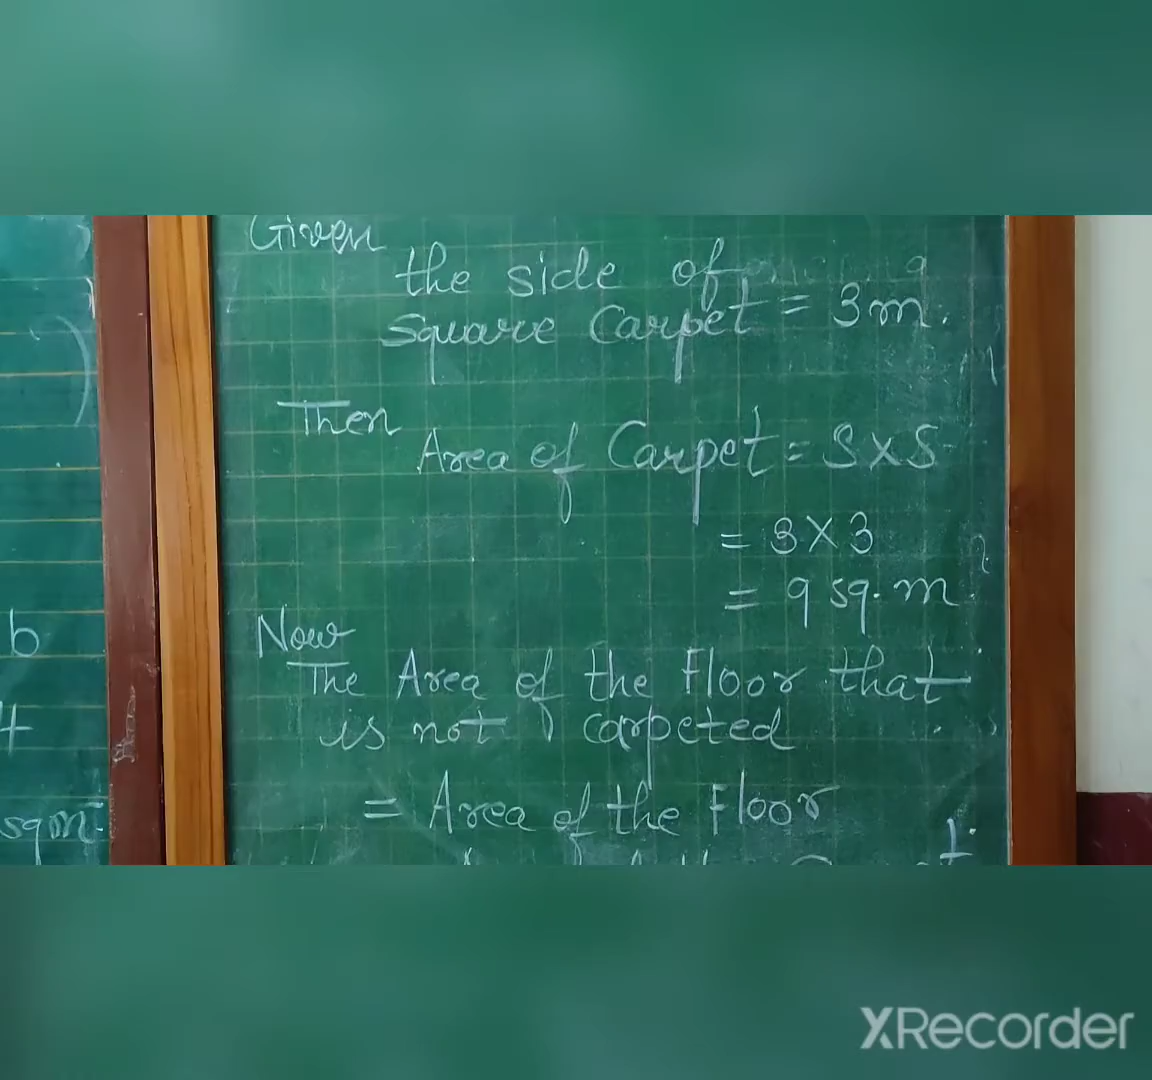 Given
the side of
square Carpet = 3m.
Then
Area of Carpet = S×S
= 3×3
= 9 sq.m
Now
The Area of the Floor that
is not carpeted
= Area of the Floor
b
4
sqm.
XRecorder